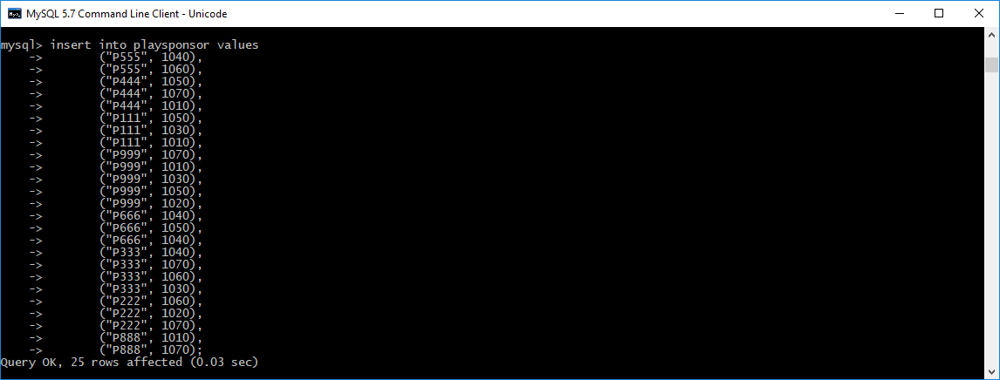 MySQL 5.7 Command Line Client - Unicode
mysql> insert into playsponsor values
    ->        ("P555", 1040),
    ->        ("P555", 1060),
    ->        ("P444", 1050),
    ->        ("P444", 1070),
    ->        ("P444", 1010),
    ->        ("P111", 1050),
    ->        ("P111", 1030),
    ->        ("P111", 1010),
    ->        ("P999", 1070),
    ->        ("P999", 1010),
    ->        ("P999", 1030),
    ->        ("P999", 1050),
    ->        ("P999", 1020),
    ->        ("P666", 1040),
    ->        ("P666", 1050),
    ->        ("P666", 1040),
    ->        ("P333", 1040),
    ->        ("P333", 1070),
    ->        ("P333", 1060),
    ->        ("P333", 1030),
    ->        ("P222", 1060),
    ->        ("P222", 1020),
    ->        ("P222", 1070),
    ->        ("P888", 1010),
    ->        ("P888", 1070);
Query OK, 25 rows affected (0.03 sec)